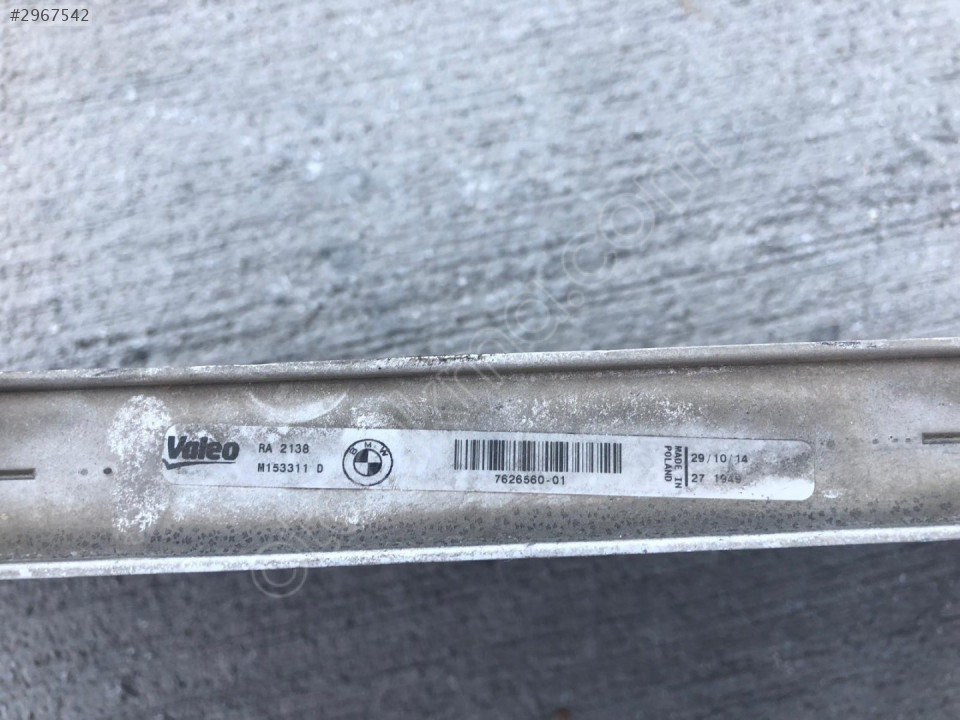 #2967542
Valeo
RA 2138
M153311 D
BMW
7626560-01
MADE IN
POLAND
29/10/14
27 1949